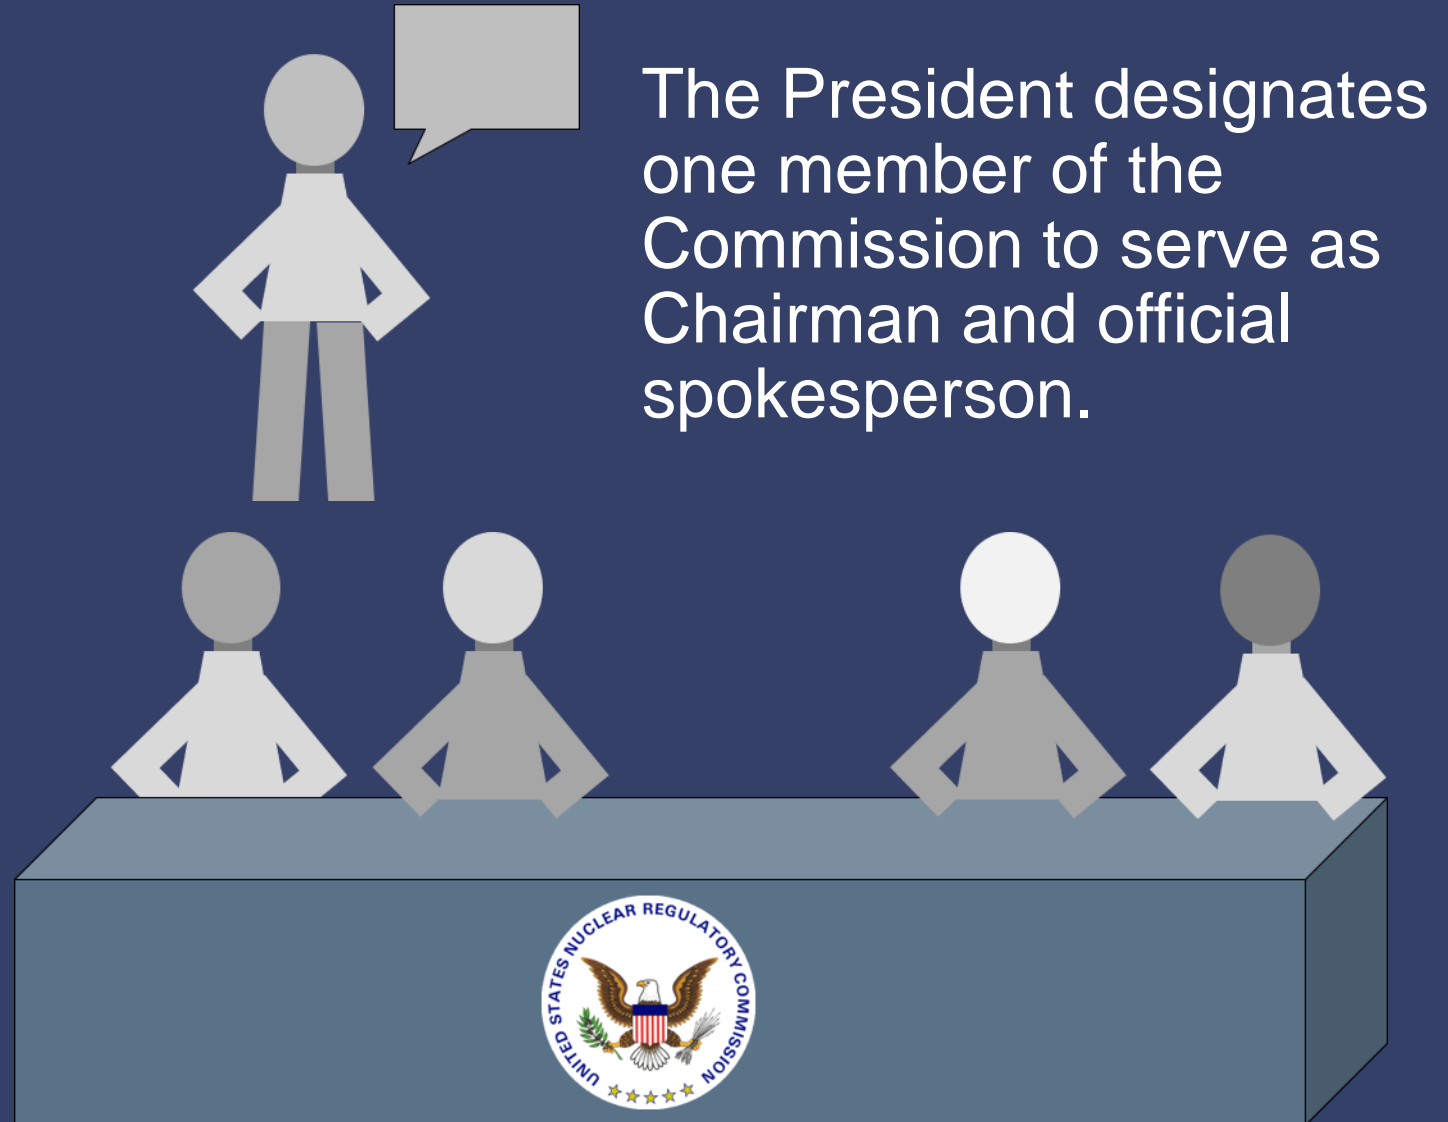 The President designates
one member of the
Commission to serve as
Chairman and official
spokesperson.
UNITED STATES NUCLEAR REGULATORY COMMISSION